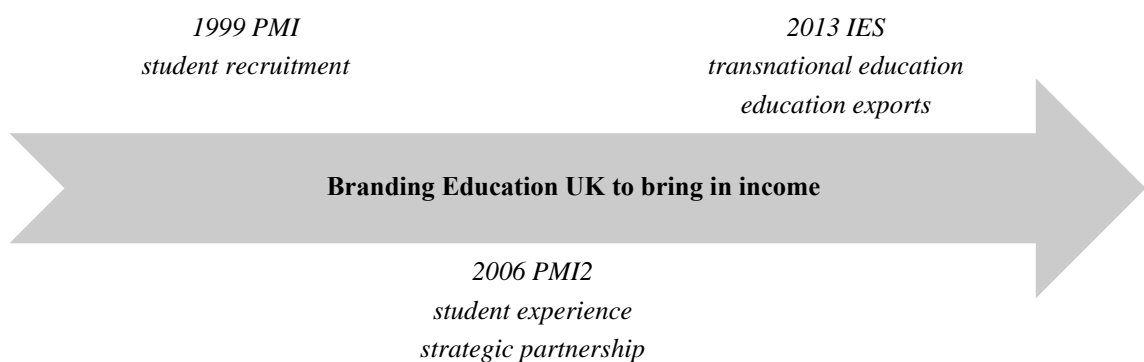 1999 PMI
student recruitment
2013 IES
transnational education
education exports
Branding Education UK to bring in income
2006 PMI2
student experience
strategic partnership